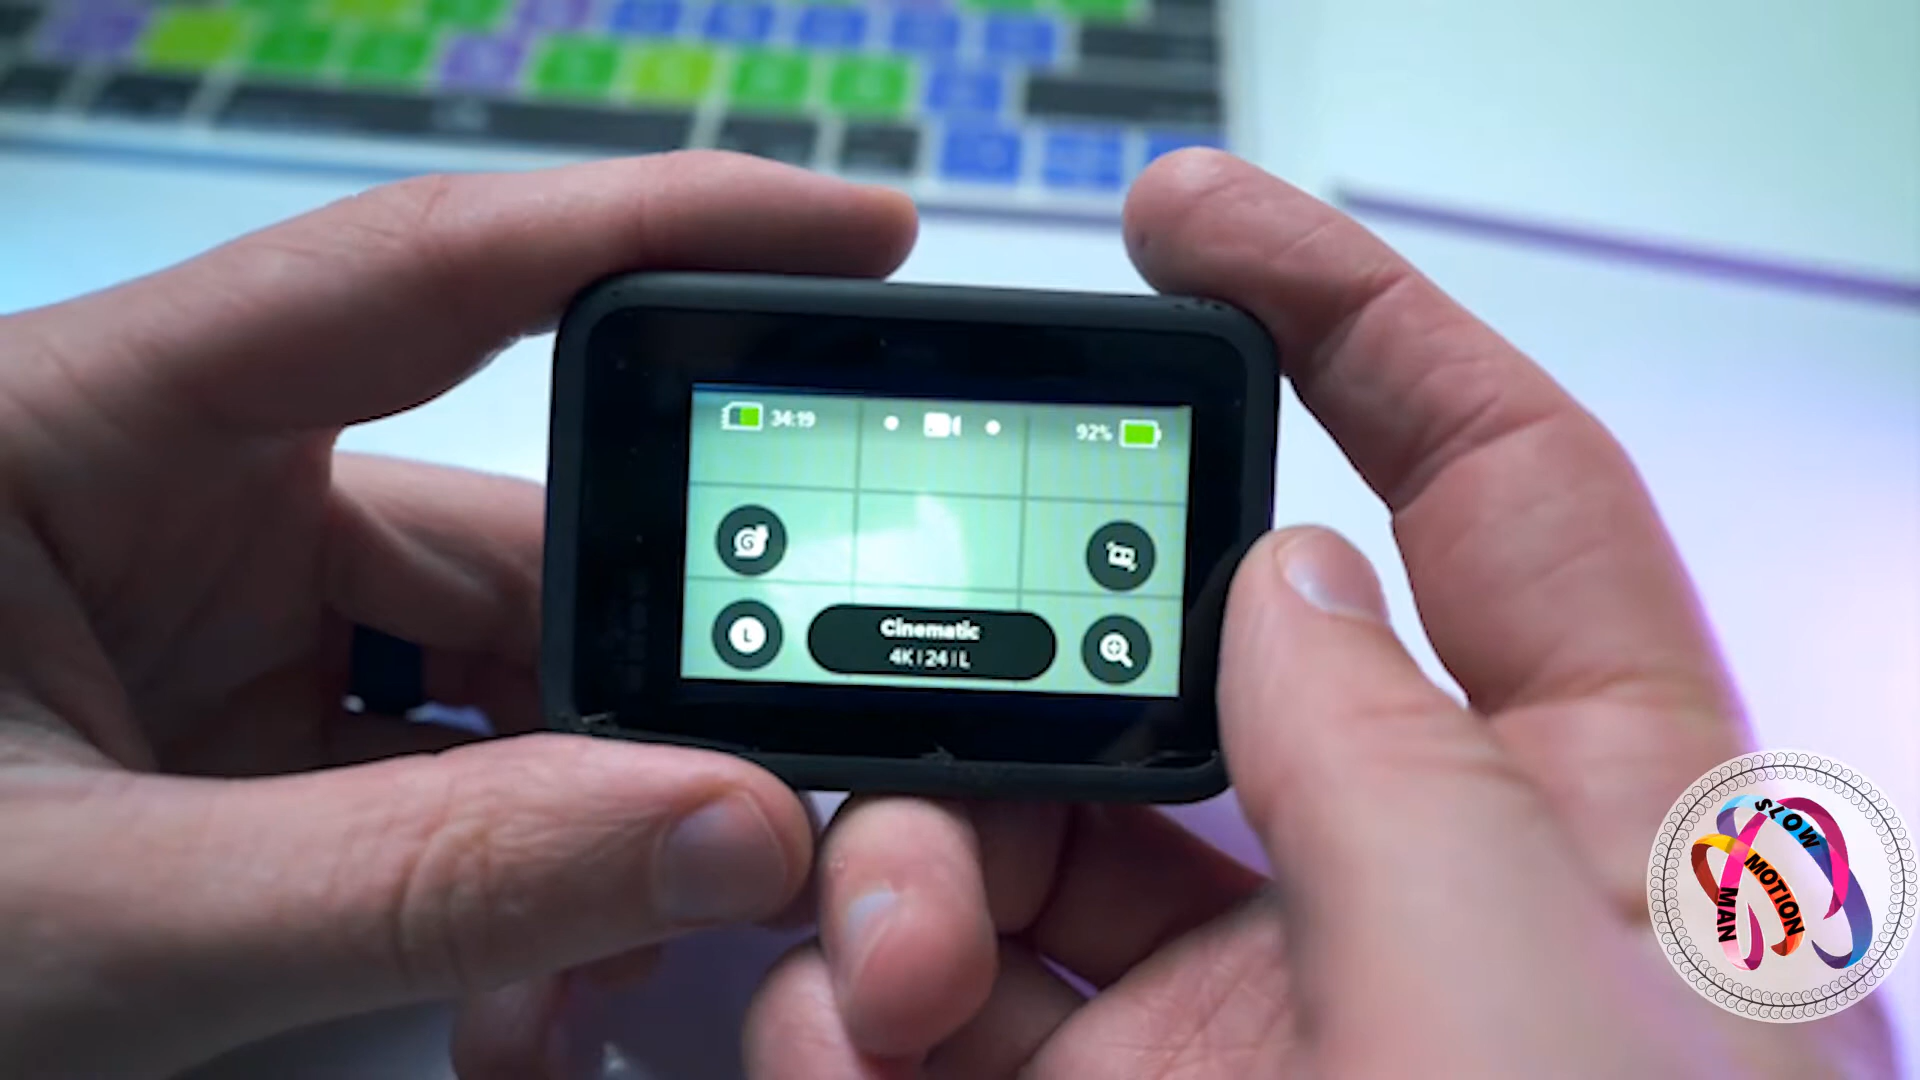 34:19
92%
L
Cinematic
4K | 24 | L
SLOW
MOTION
MAN